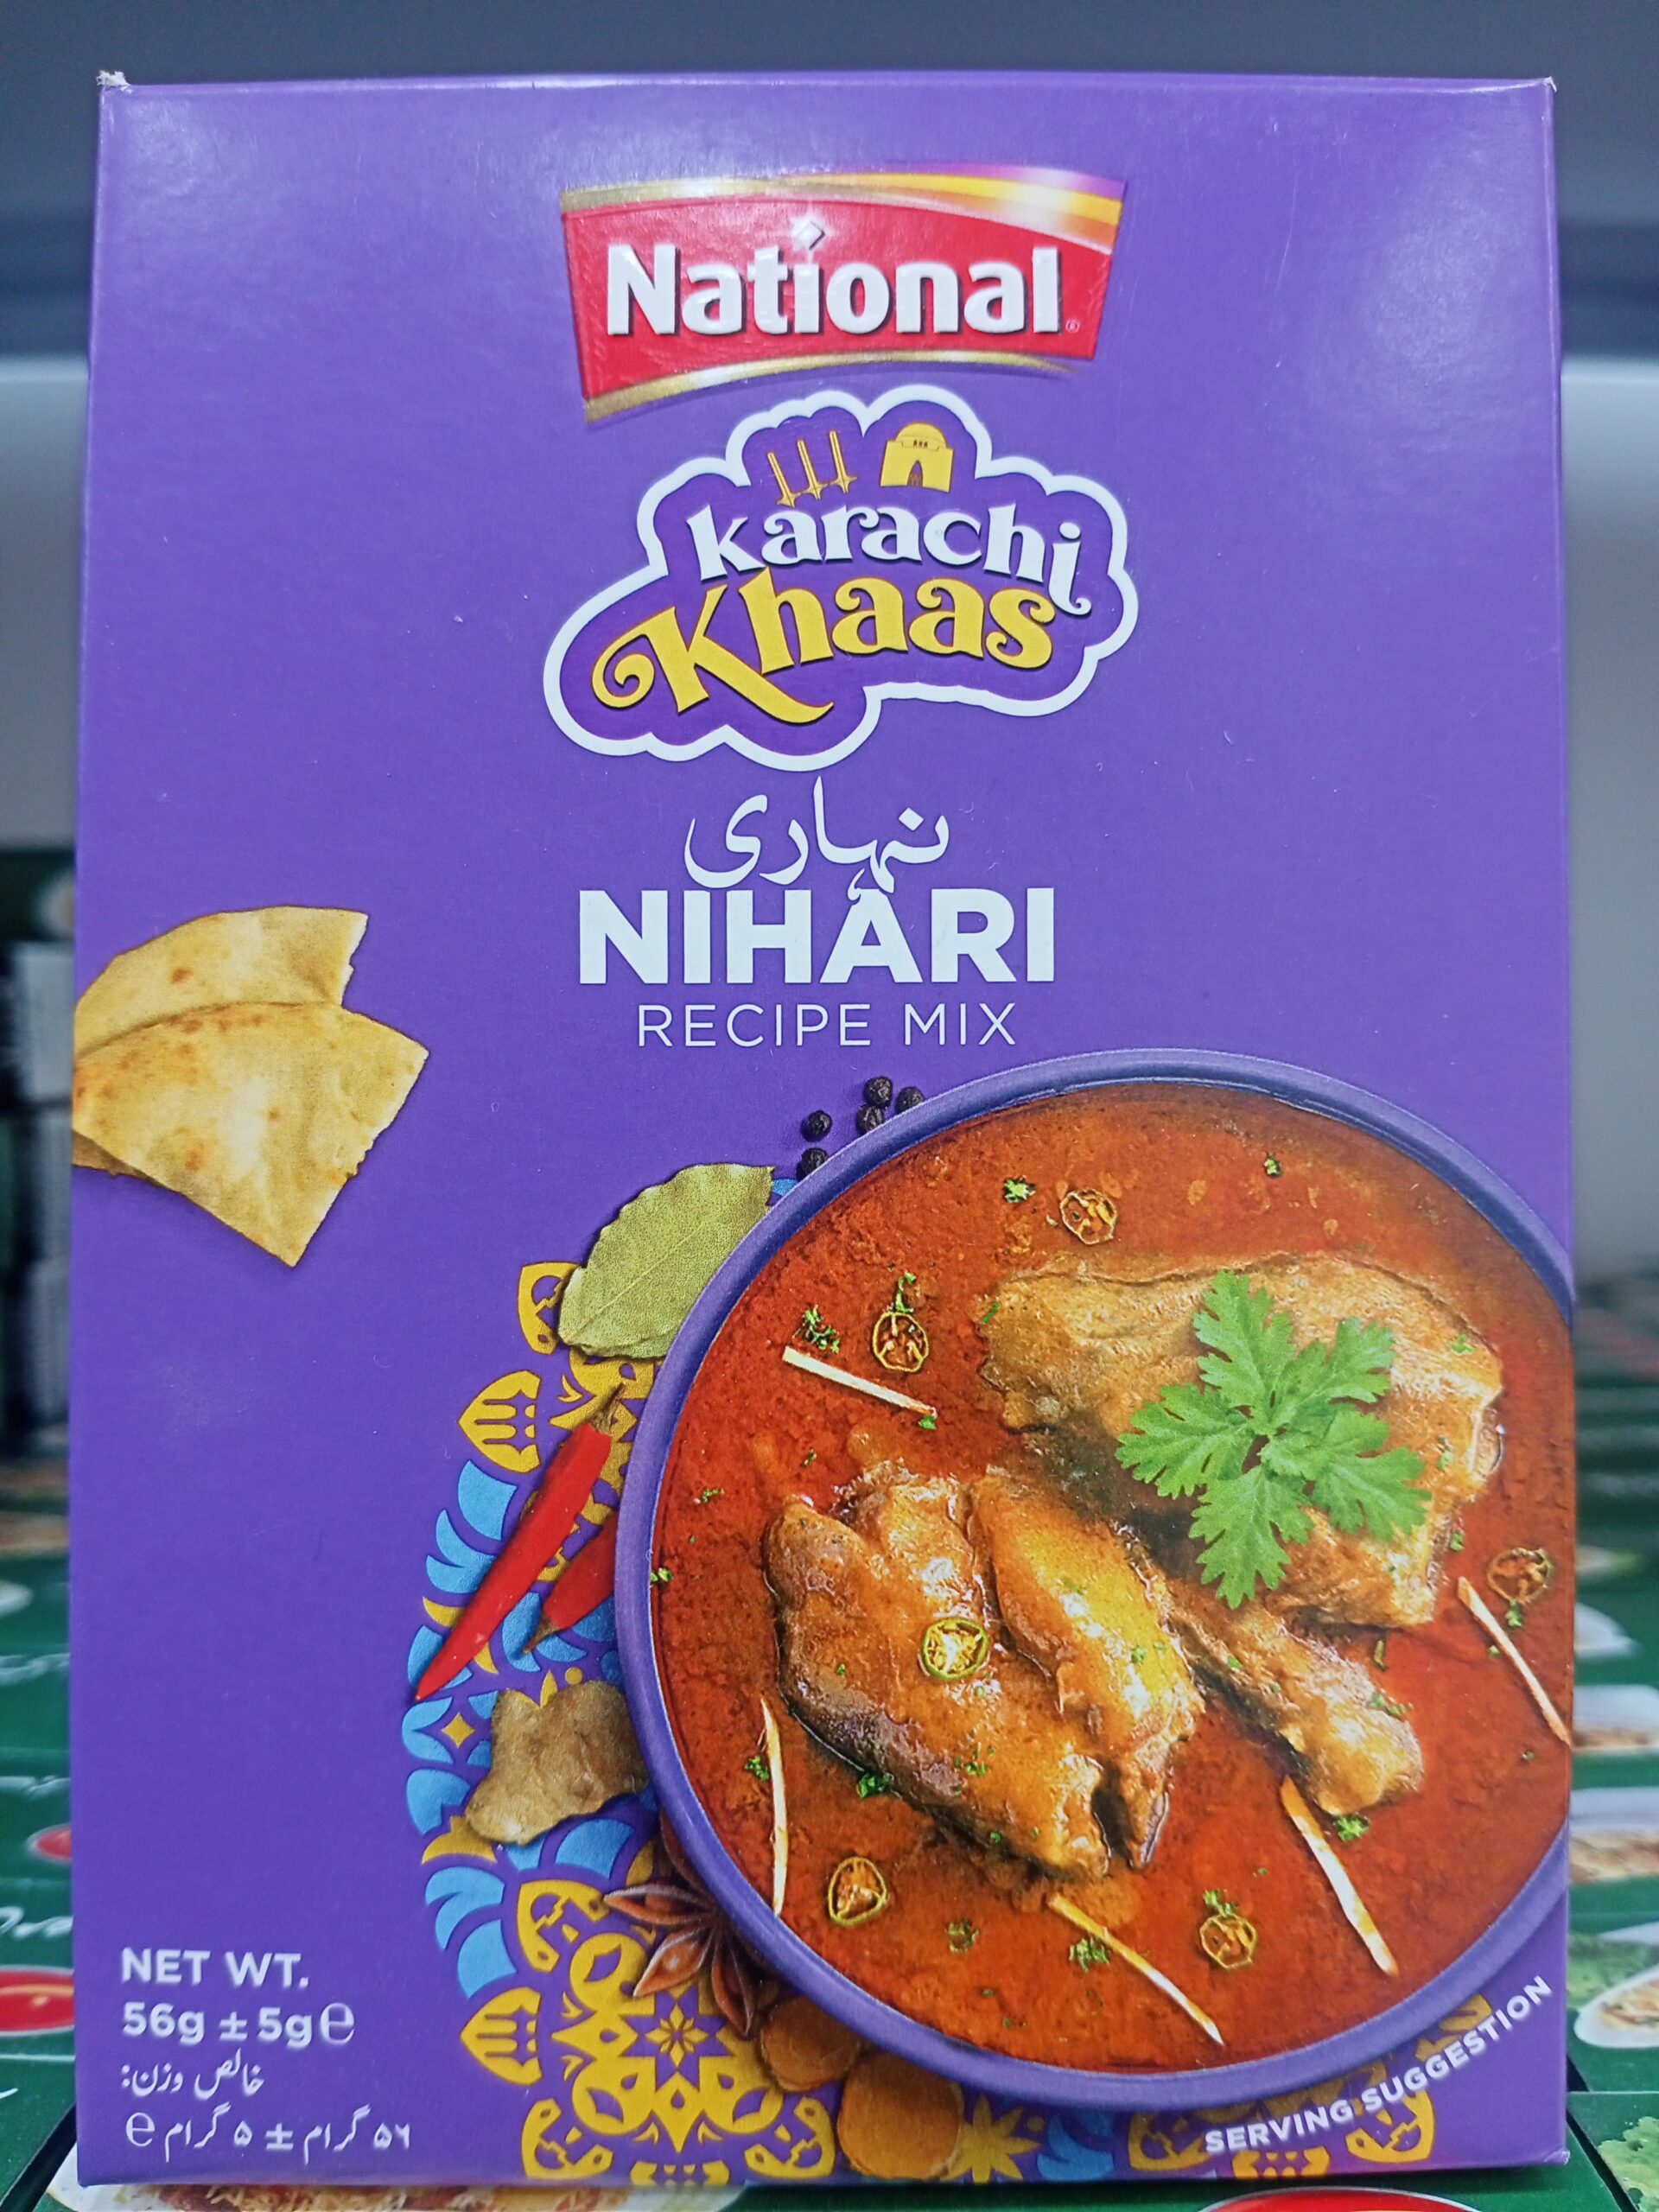 National
Karachi
Khaas
نہاری
NIHARI
RECIPE MIX
NET WT.
56g ± 5g e
خالص وزن:
۵۶ گرام ± ۵ گرام e
SERVING SUGGESTION